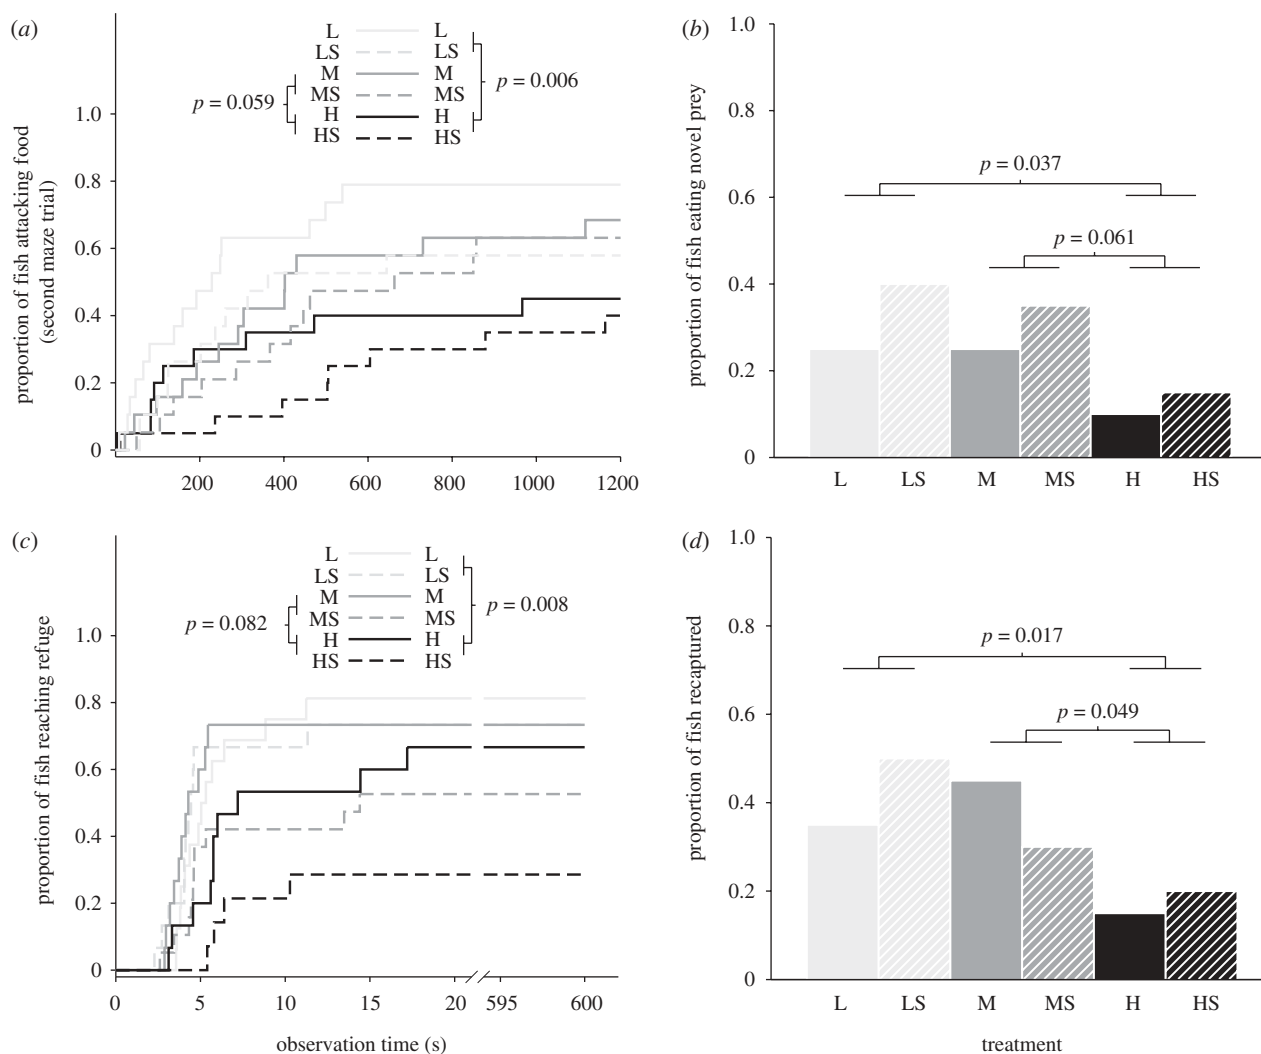 (a)
proportion of fish attacking food
(second maze trial)
1.0
0.8
0.6
0.4
0.2
0
200
400
600
800
1000
1200
L L
LS LS
M M
MS MS
H H
HS HS
p = 0.059
p = 0.006
(b)
proportion of fish eating novel prey
1.0
0.8
0.6
0.4
0.2
0
p = 0.037
p = 0.061
L LS M MS H HS
(c)
proportion of fish reaching refuge
1.0
0.8
0.6
0.4
0.2
0
0 5 10 15 20 595 600
observation time (s)
L L
LS LS
M M
MS MS
H H
HS HS
p = 0.082
p = 0.008
(d)
proportion of fish recaptured
1.0
0.8
0.6
0.4
0.2
0
p = 0.017
p = 0.049
L LS M MS H HS
treatment